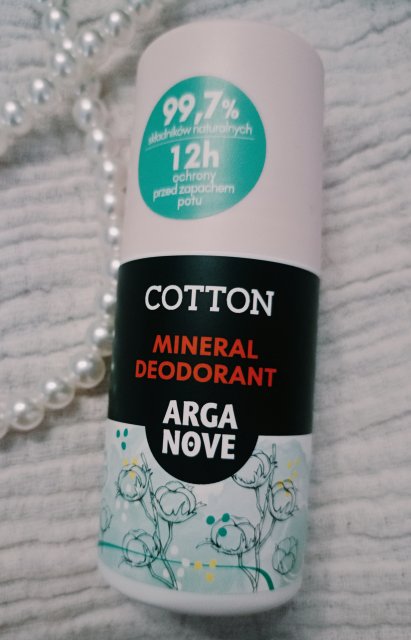 99,7%
składników naturalnych
12h
ochrony
przed zapachem
potu
COTTON
MINERAL
DEODORANT
ARGA
NOVE